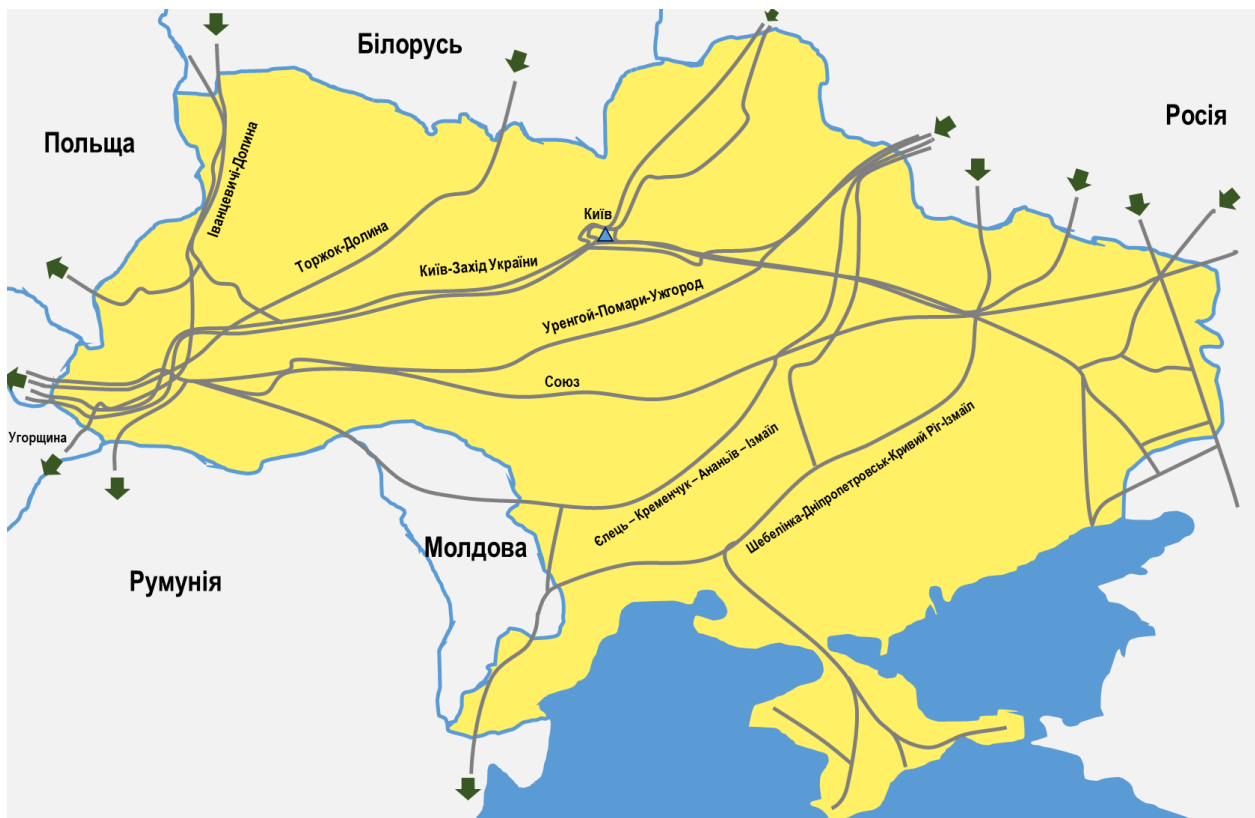 Білорусь
Росія
Польща
Іванцевичі-Долина
Київ
Торжок-Долина
Київ-Захід України
Уренгой-Помари-Ужгород
Союз
Угорщина
Єлець – Кременчук – Ананьїв – Ізмаїл
Шебелінка-Дніпропетровськ-Кривий Ріг-Ізмаїл
Молдова
Румунія